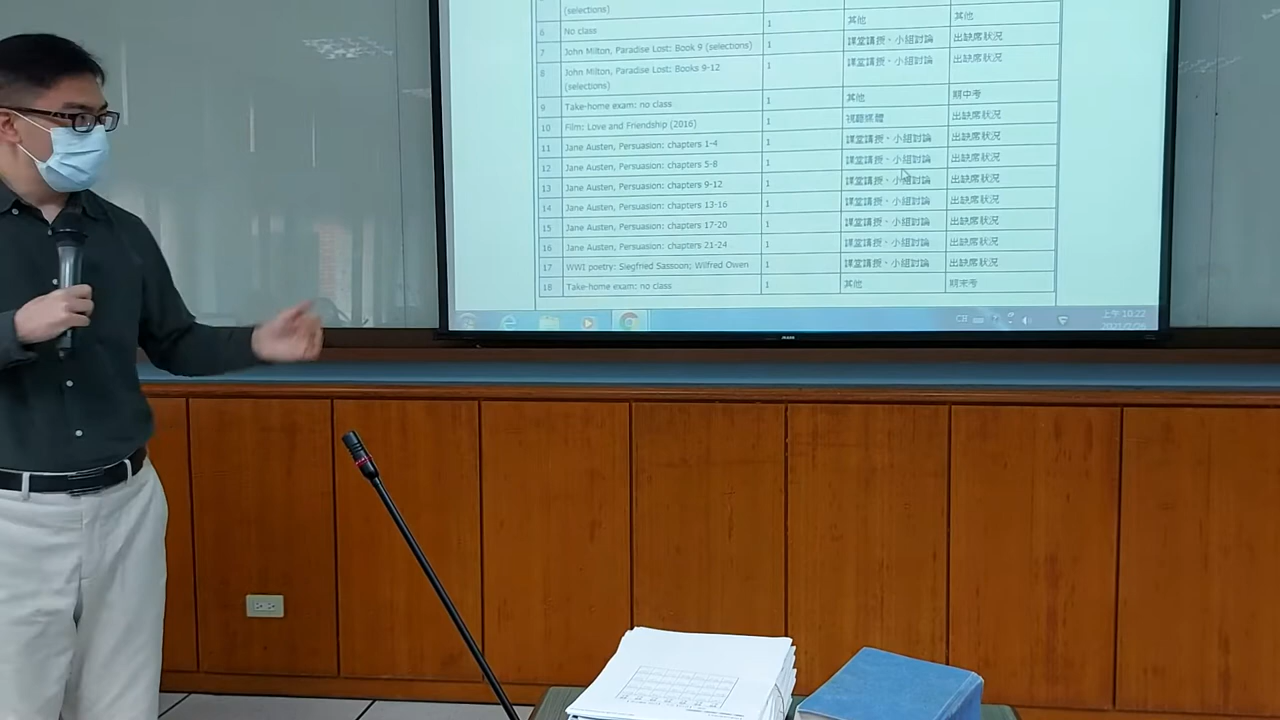 (selections)
6 No class 1 其他 其他
7 John Milton, Paradise Lost: Book 9 (selections) 1 課堂講授、小組討論 出缺席狀況
8 John Milton, Paradise Lost: Books 9-12 (selections) 1 課堂講授、小組討論 出缺席狀況
9 Take-home exam: no class 1 其他 期中考
10 Film: Love and Friendship (2016) 1 視聽媒體 出缺席狀況
11 Jane Austen, Persuasion: chapters 1-4 1 課堂講授、小組討論 出缺席狀況
12 Jane Austen, Persuasion: chapters 5-8 1 課堂講授、小組討論 出缺席狀況
13 Jane Austen, Persuasion: chapters 9-12 1 課堂講授、小組討論 出缺席狀況
14 Jane Austen, Persuasion: chapters 13-16 1 課堂講授、小組討論 出缺席狀況
15 Jane Austen, Persuasion: chapters 17-20 1 課堂講授、小組討論 出缺席狀況
16 Jane Austen, Persuasion: chapters 21-24 1 課堂講授、小組討論 出缺席狀況
17 WWI poetry: Siegfried Sassoon; Wilfred Owen 1 課堂講授、小組討論 出缺席狀況
18 Take-home exam: no class 1 其他 期末考
CH 上午 10:22